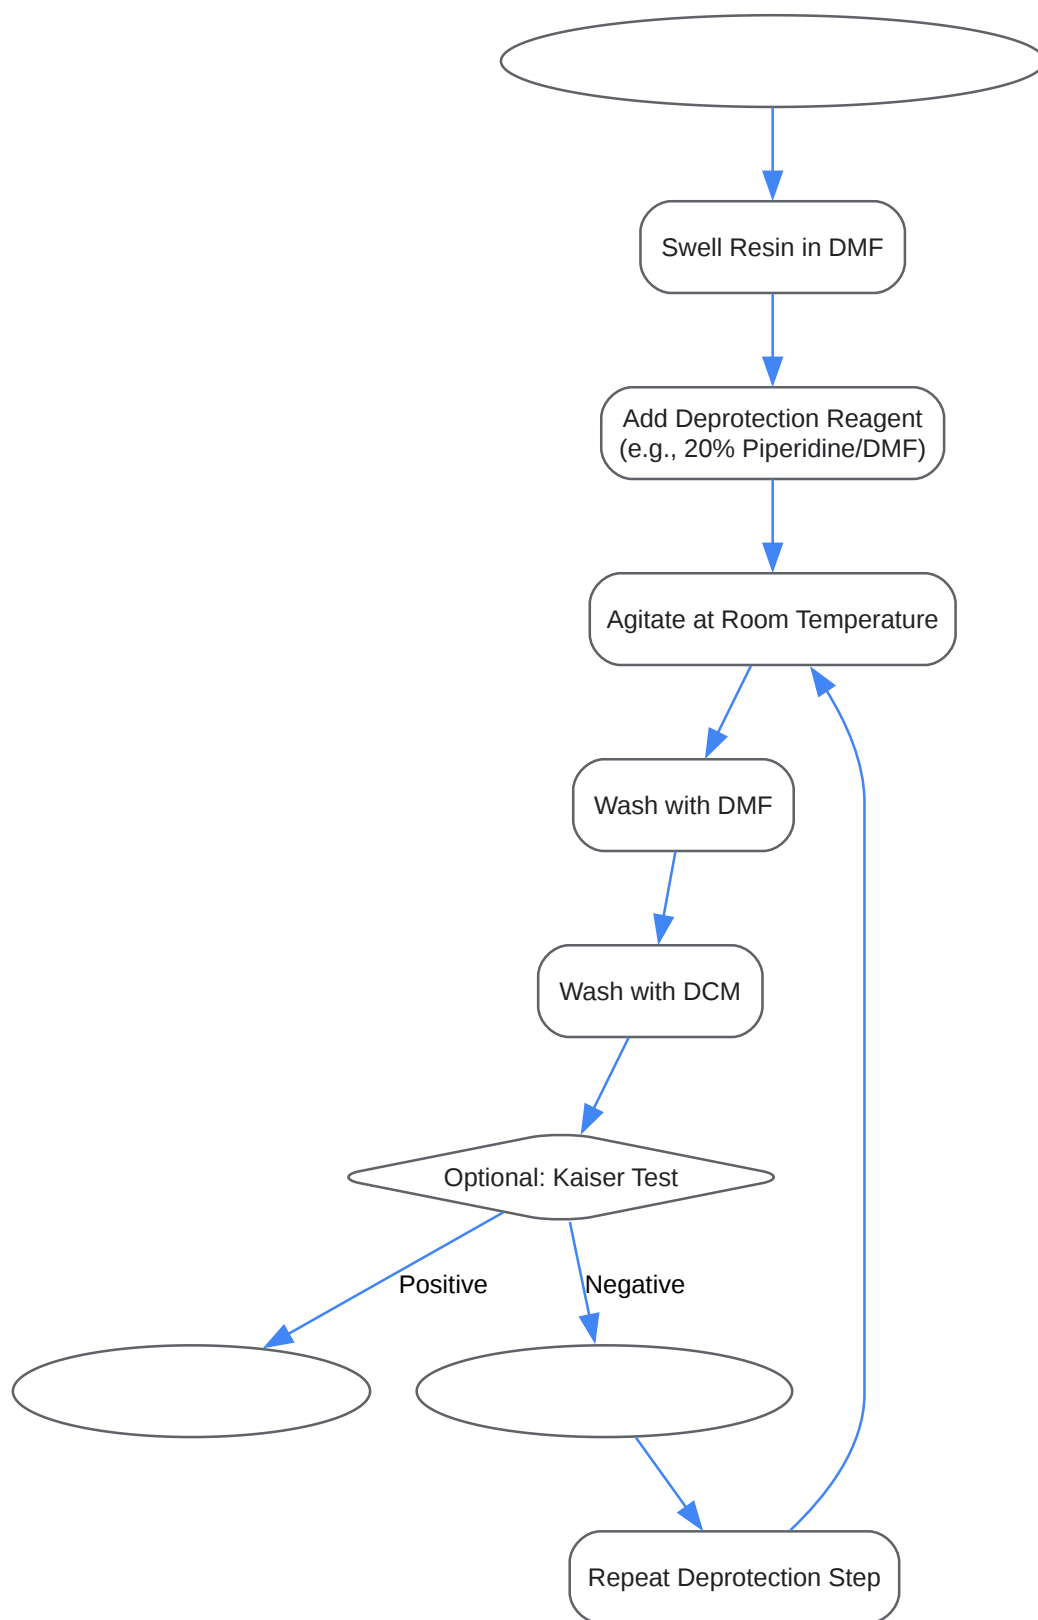 Swell Resin in DMF
Add Deprotection Reagent
(e.g., 20% Piperidine/DMF)
Agitate at Room Temperature
Wash with DMF
Wash with DCM
Optional: Kaiser Test
Positive
Negative
Repeat Deprotection Step